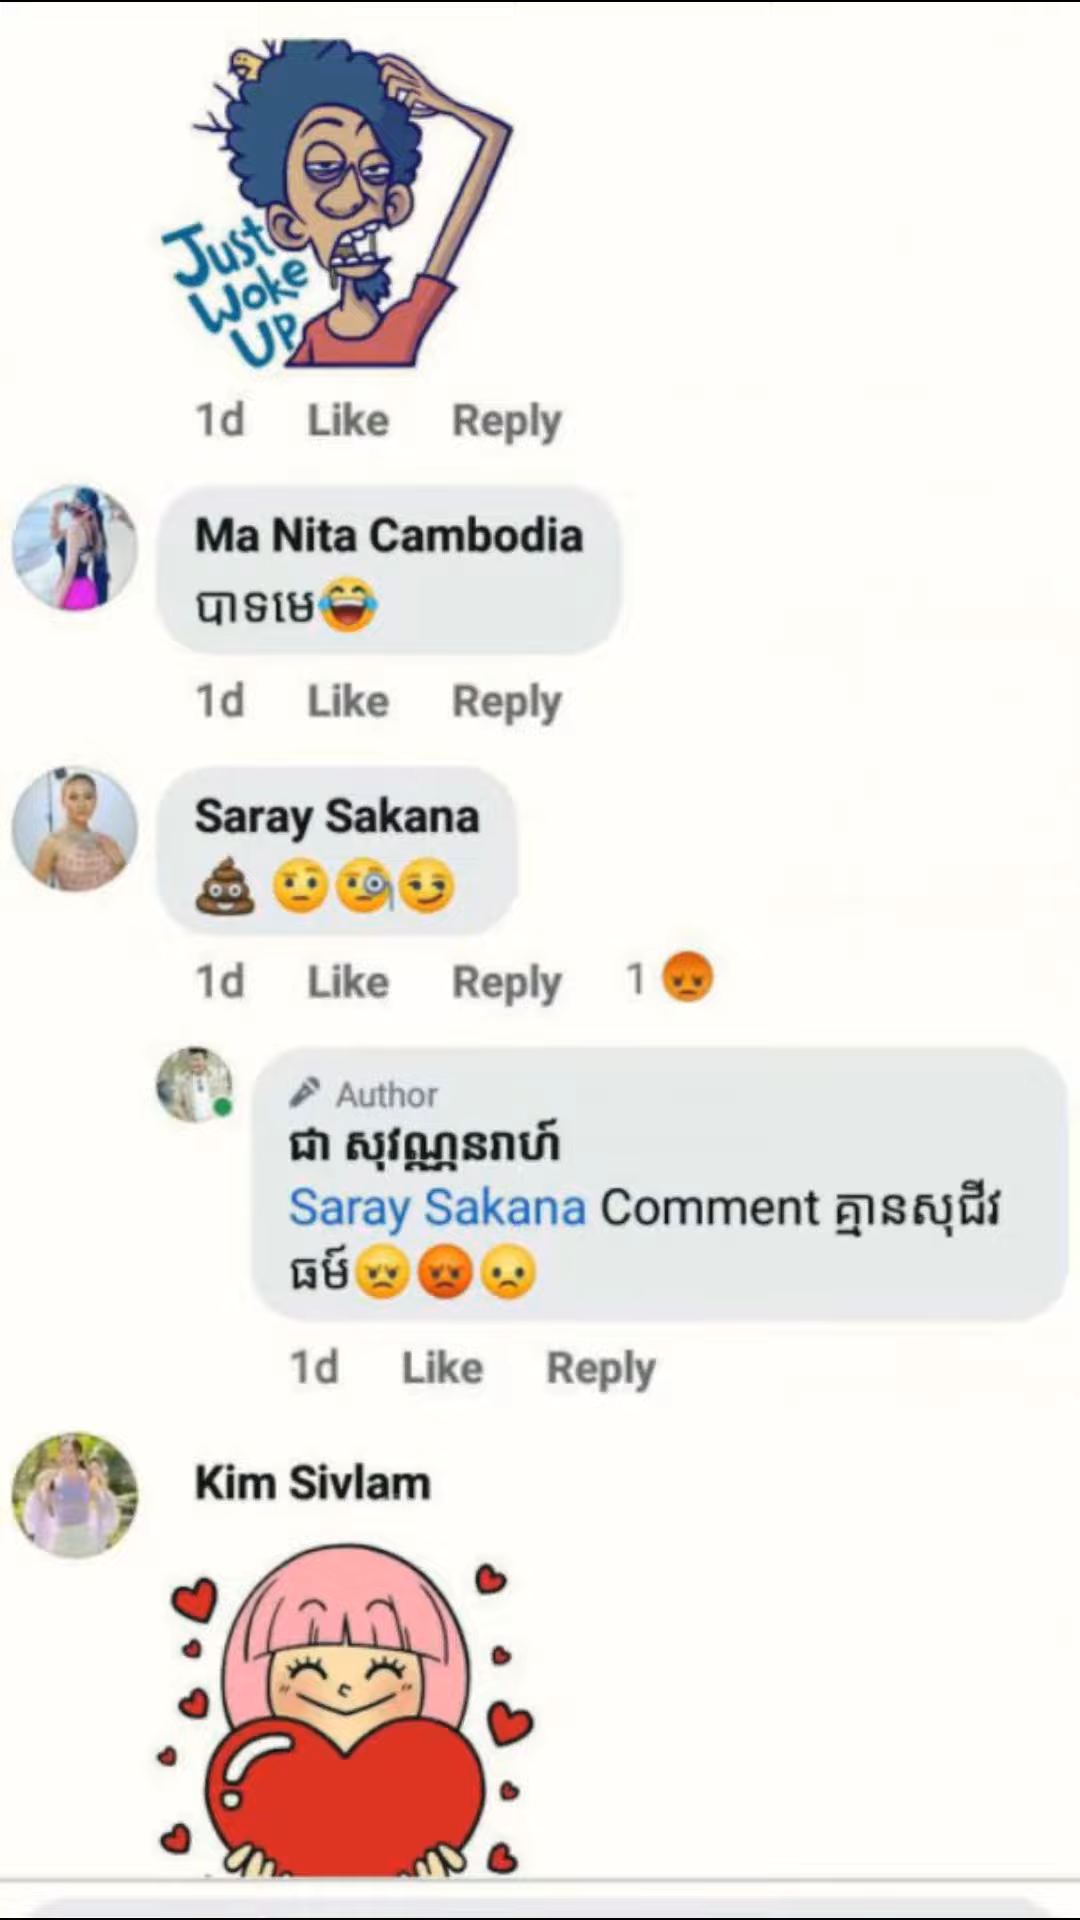 Just
Woke
Up
1d Like Reply
Ma Nita Cambodia
បាទមេ😂
1d Like Reply
Saray Sakana
💩 🤨🧐😏
1d Like Reply 1 😡
Author
ជា សុវណ្ណនរាហ៍
Saray Sakana Comment គ្មានសុជីវ
ធម៍😠😡🙁
1d Like Reply
Kim Sivlam